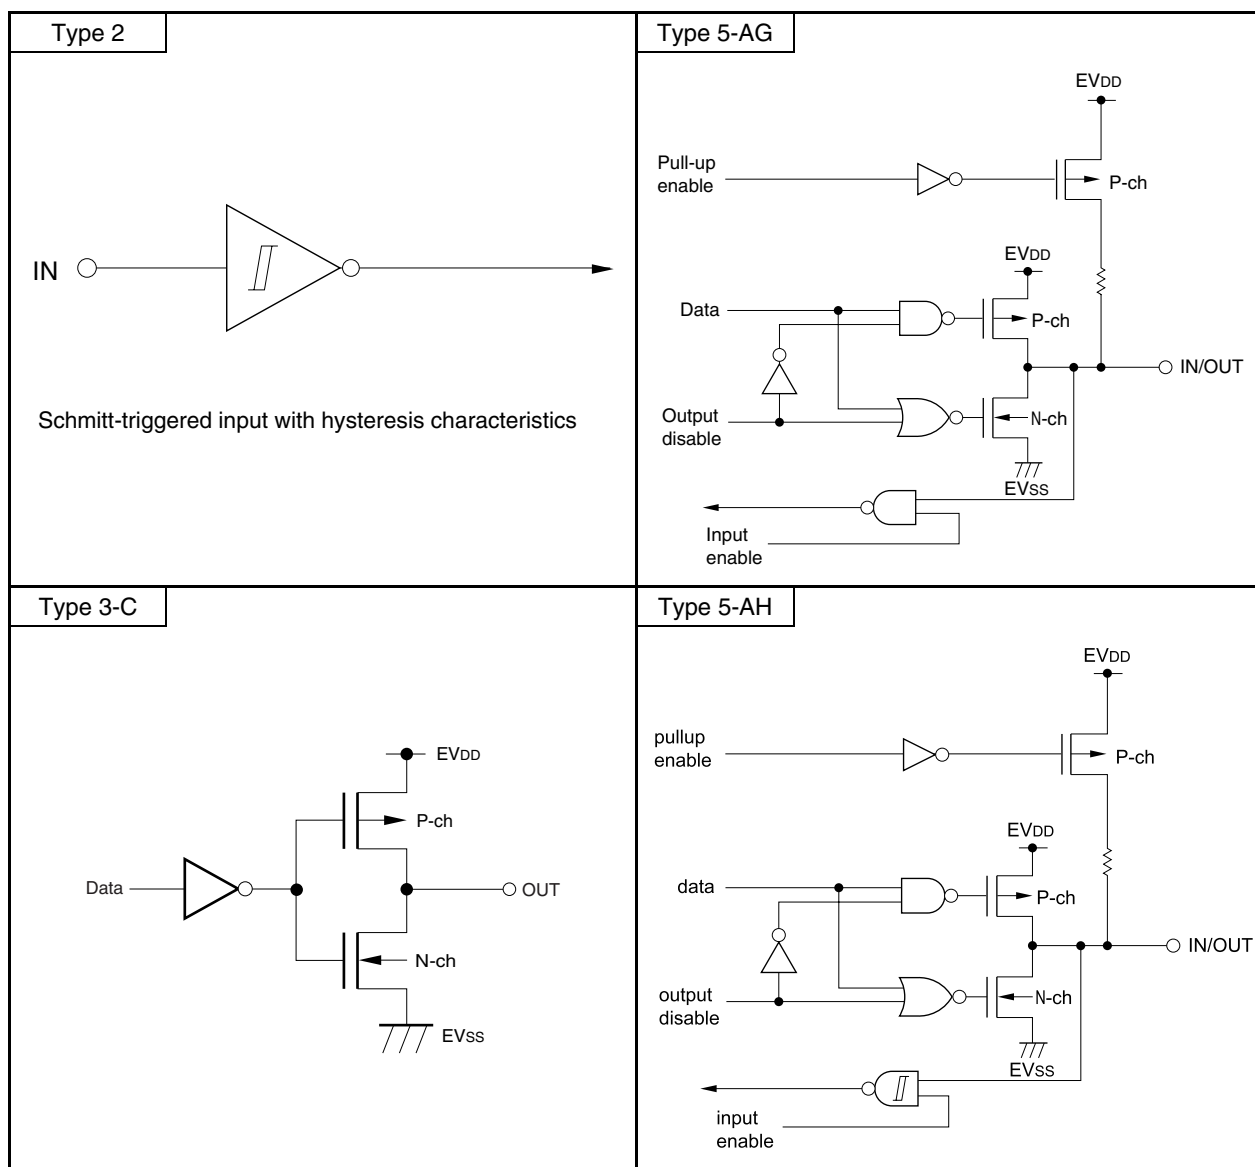 Type 2
IN
Schmitt-triggered input with hysteresis characteristics
Type 5-AG
EVDD
Pull-up
enable
P-ch
EVDD
Data
P-ch
IN/OUT
Output
disable
N-ch
EVSS
Input
enable
Type 3-C
EVDD
P-ch
Data
OUT
N-ch
EVSS
Type 5-AH
EVDD
pullup
enable
P-ch
EVDD
data
P-ch
IN/OUT
output
disable
N-ch
EVSS
input
enable